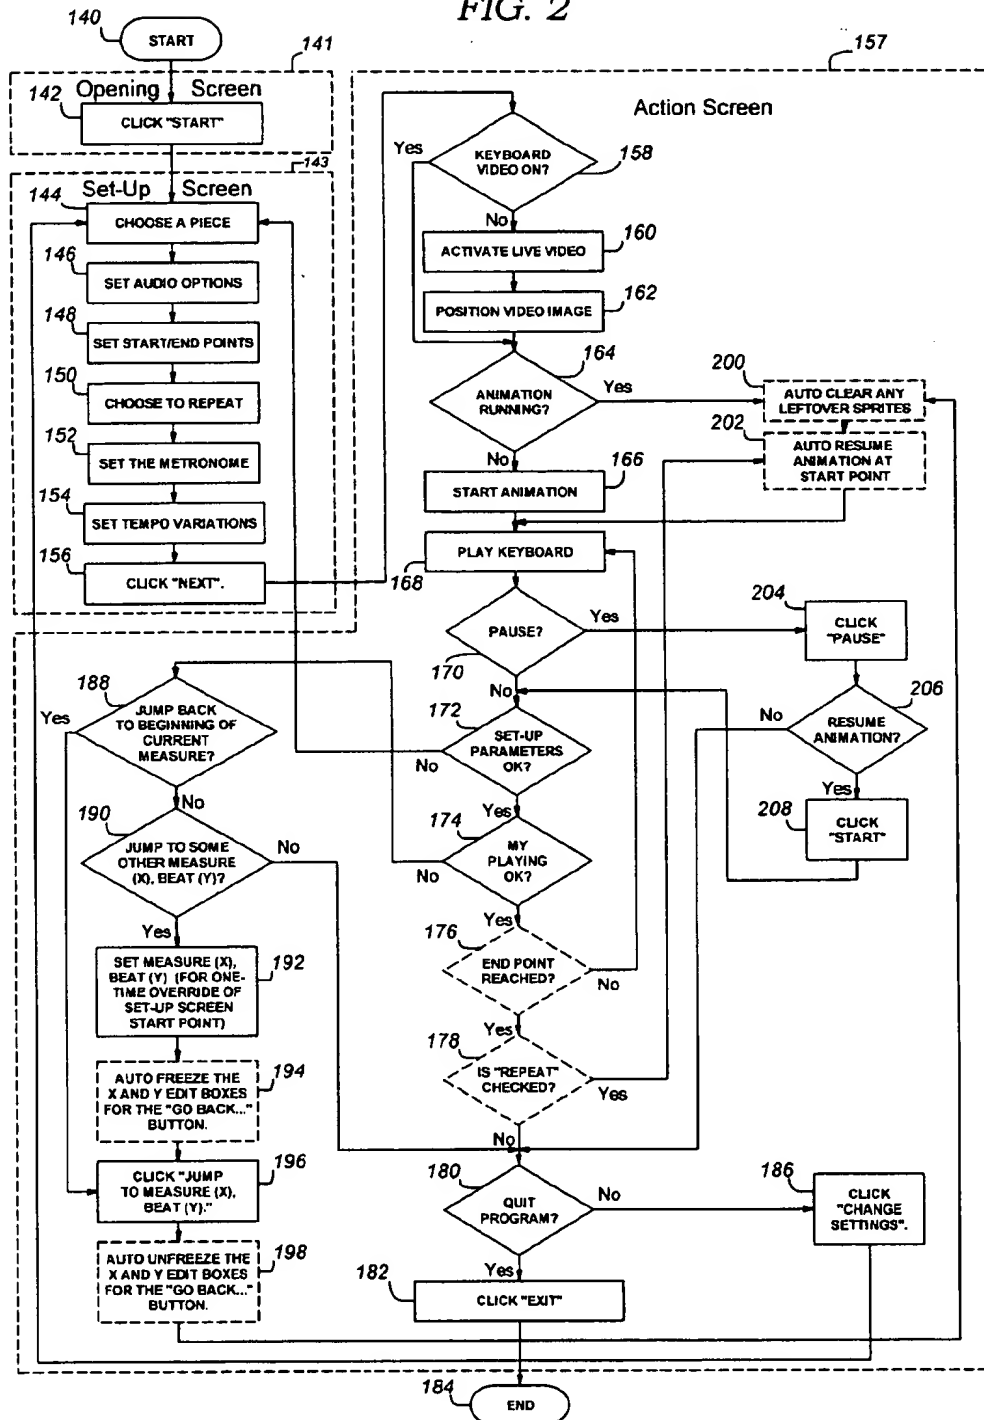 FIG. 2
140
START
141
Opening Screen
142
CLICK "START"
143
Set-Up Screen
144
CHOOSE A PIECE
146
SET AUDIO OPTIONS
148
SET START/END POINTS
150
CHOOSE TO REPEAT
152
SET THE METRONOME
154
SET TEMPO VARIATIONS
156
CLICK "NEXT".
157
Action Screen
KEYBOARD
VIDEO ON?
158
Yes
No
ACTIVATE LIVE VIDEO
160
POSITION VIDEO IMAGE
162
ANIMATION
RUNNING?
164
Yes
No
START ANIMATION
166
PLAY KEYBOARD
168
200
AUTO CLEAR ANY
LEFTOVER SPRITES
202
AUTO RESUME
ANIMATION AT
START POINT
PAUSE?
170
Yes
No
204
CLICK
"PAUSE"
206
RESUME
ANIMATION?
No
Yes
208
CLICK
"START"
172
SET-UP
PARAMETERS
OK?
No
Yes
174
MY
PLAYING
OK?
No
Yes
176
END POINT
REACHED?
No
Yes
178
IS "REPEAT"
CHECKED?
Yes
No
180
QUIT
PROGRAM?
No
Yes
182
CLICK "EXIT"
184
END
186
CLICK
"CHANGE
SETTINGS".
188
JUMP BACK
TO BEGINNING OF
CURRENT
MEASURE?
Yes
No
190
JUMP TO SOME
OTHER MEASURE
(X), BEAT (Y)?
No
Yes
SET MEASURE (X),
BEAT (Y) (FOR ONE-
TIME OVERRIDE OF
SET-UP SCREEN
START POINT)
192
AUTO FREEZE THE
X AND Y EDIT BOXES
FOR THE "GO BACK..."
BUTTON.
194
CLICK "JUMP
TO MEASURE (X),
BEAT (Y)."
196
AUTO UNFREEZE THE
X AND Y EDIT BOXES
FOR THE "GO BACK..."
BUTTON.
198